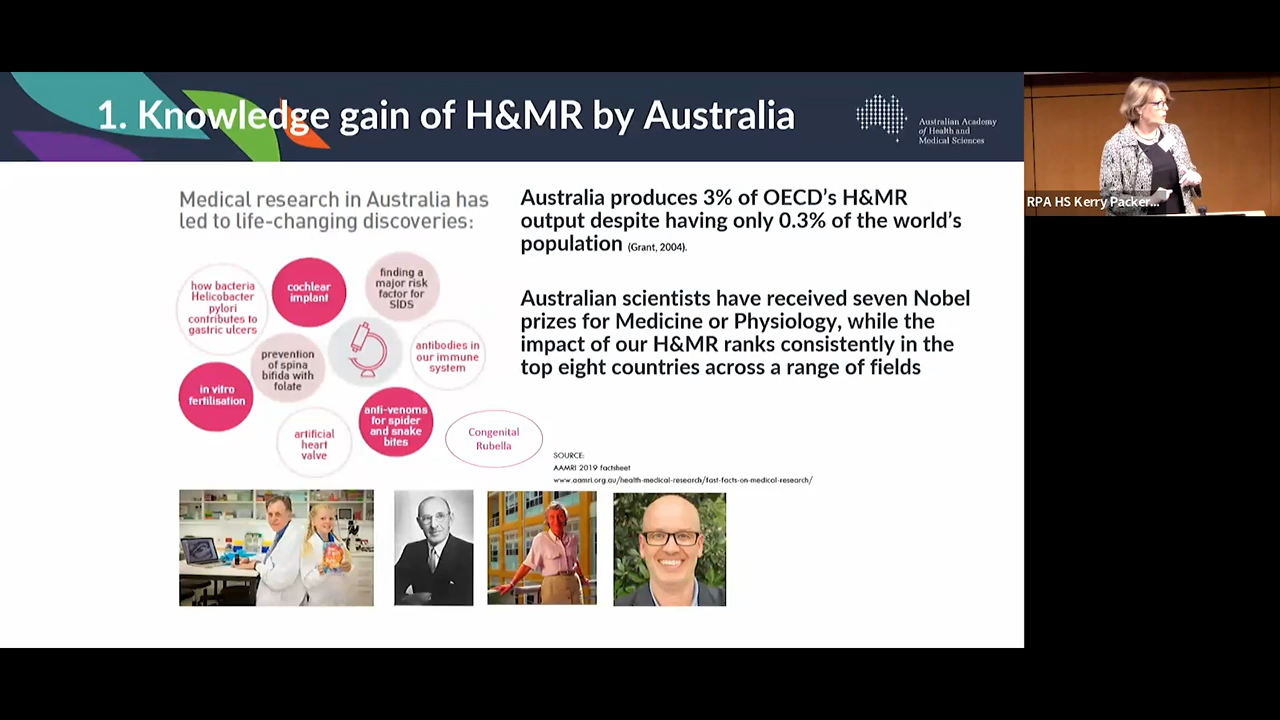 1. Knowledge gain of H&MR by Australia
Australian Academy
of Health and
Medical Sciences
RPA HS Kerry Packer...
Medical research in Australia has
led to life-changing discoveries:
how bacteria
Helicobacter
pylori
contributes to
gastric ulcers
cochlear
implant
finding a
major risk
factor for
SIDS
prevention
of spina
bifida with
folate
antibodies in
our immune
system
in vitro
fertilisation
artificial
heart
valve
anti-venoms
for spider
and snake
bites
Congenital
Rubella
Australia produces 3% of OECD's H&MR
output despite having only 0.3% of the world's
population (Grant, 2004).
Australian scientists have received seven Nobel
prizes for Medicine or Physiology, while the
impact of our H&MR ranks consistently in the
top eight countries across a range of fields
SOURCE:
AAMRI 2019 factsheet
www.aamri.org.au/health-medical-research/fast-facts-on-medical-research/